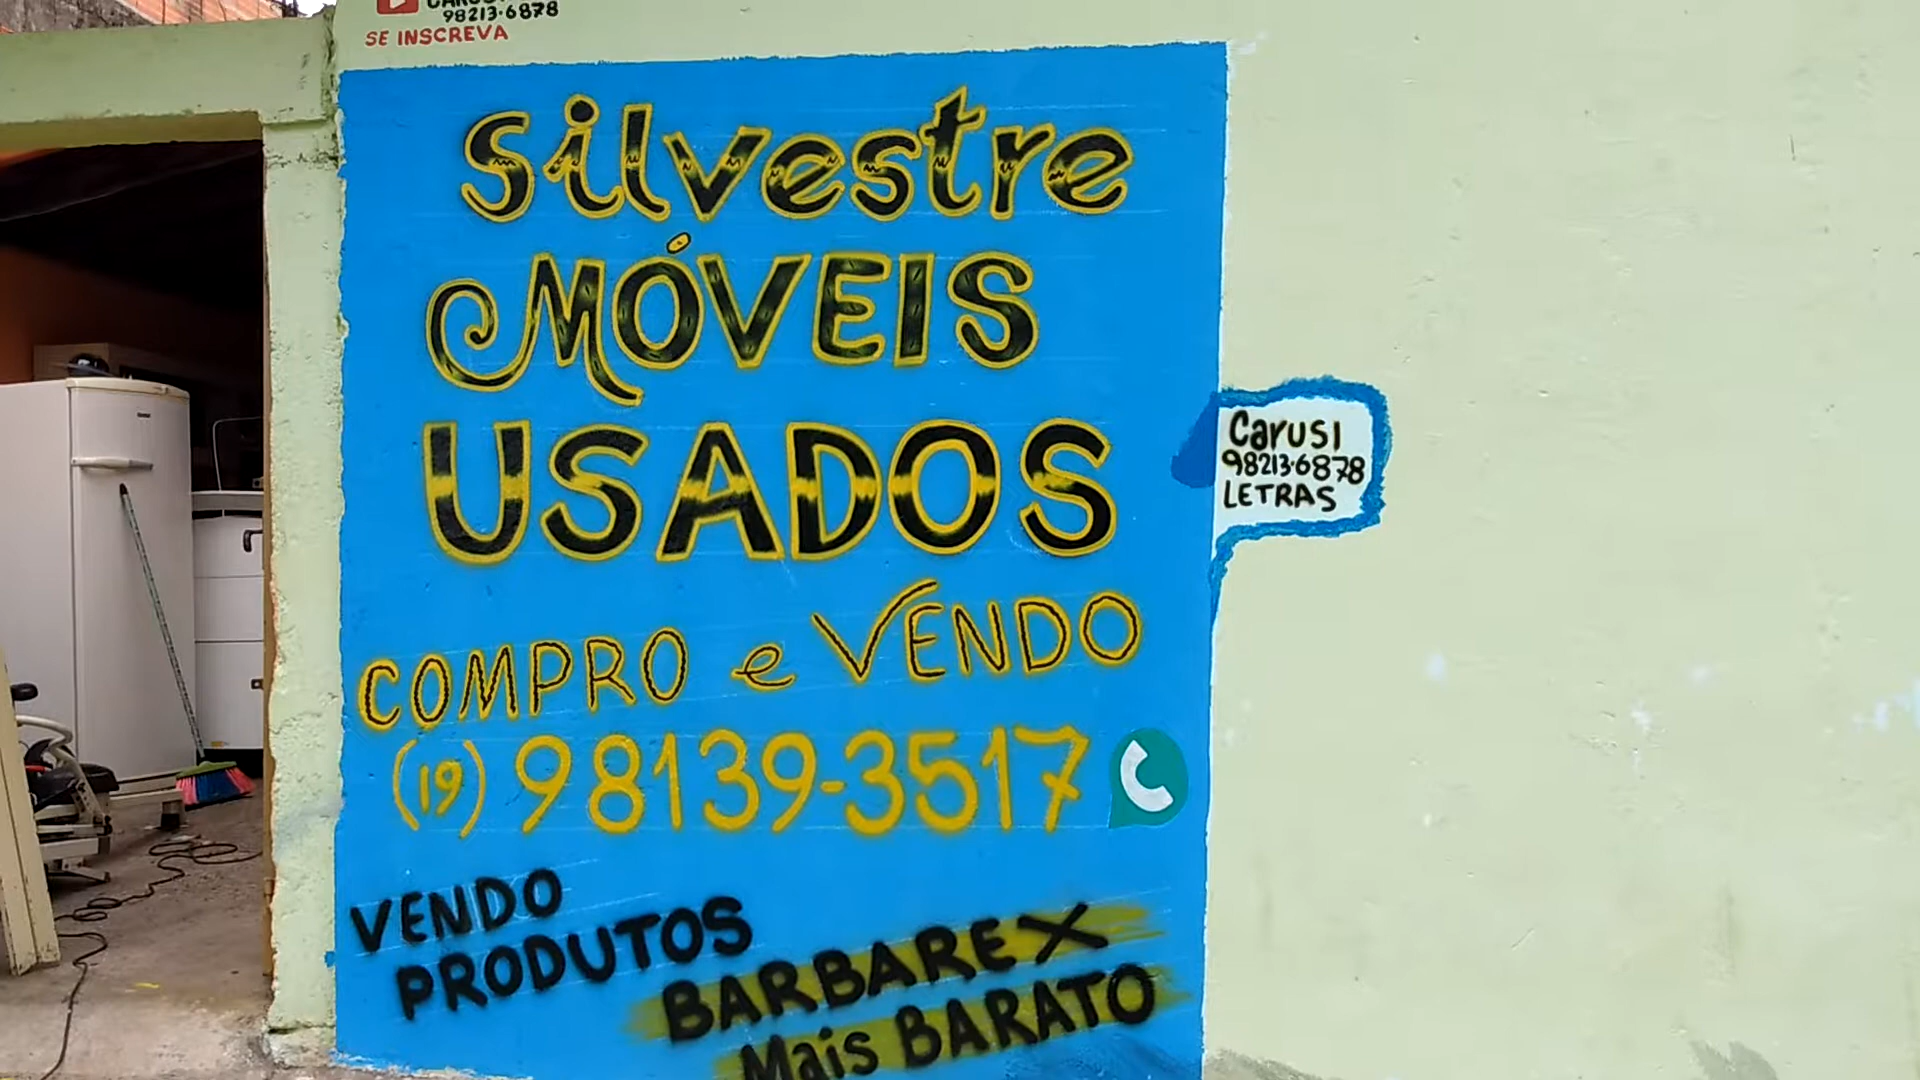 98213-6878
SE INSCREVA
Silvestre
MÓVEIS
USADOS
COMPRO e VENDO
(19) 98139-3517
VENDO
PRODUTOS
BARBAREX
Mais BARATO
Carusi
98213-6878
LETRAS